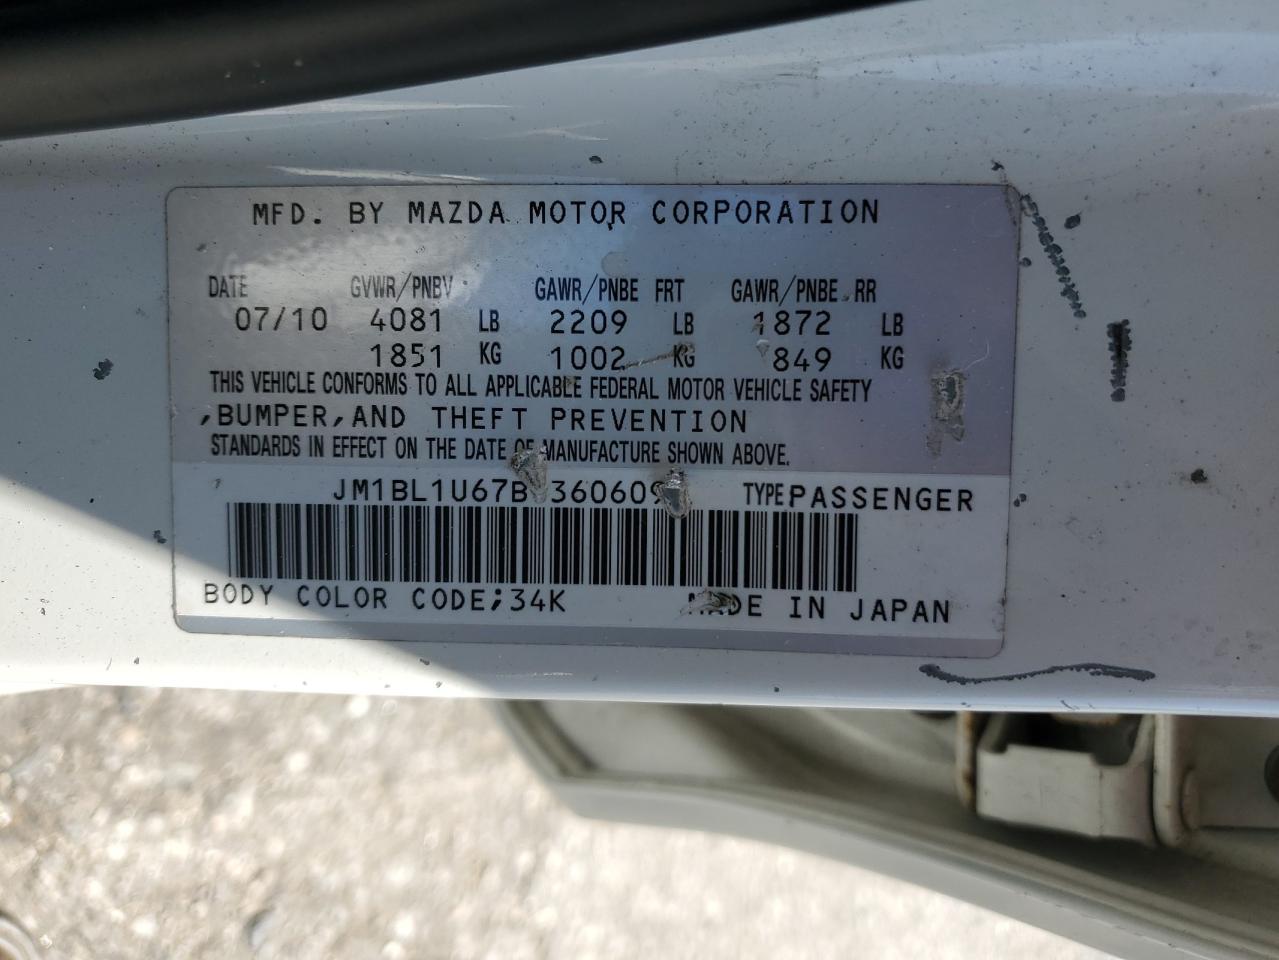 MFD. BY MAZDA MOTOR CORPORATION
DATE GVWR/PNBV GAWR/PNBE FRT GAWR/PNBE RR
07/10 4081 LB 2209 LB 1872 LB
1851 KG 1002 KG 849 KG
THIS VEHICLE CONFORMS TO ALL APPLICABLE FEDERAL MOTOR VEHICLE SAFETY
,BUMPER,AND THEFT PREVENTION
STANDARDS IN EFFECT ON THE DATE OF MANUFACTURE SHOWN ABOVE.
TYPE PASSENGER
BODY COLOR CODE;34K MADE IN JAPAN